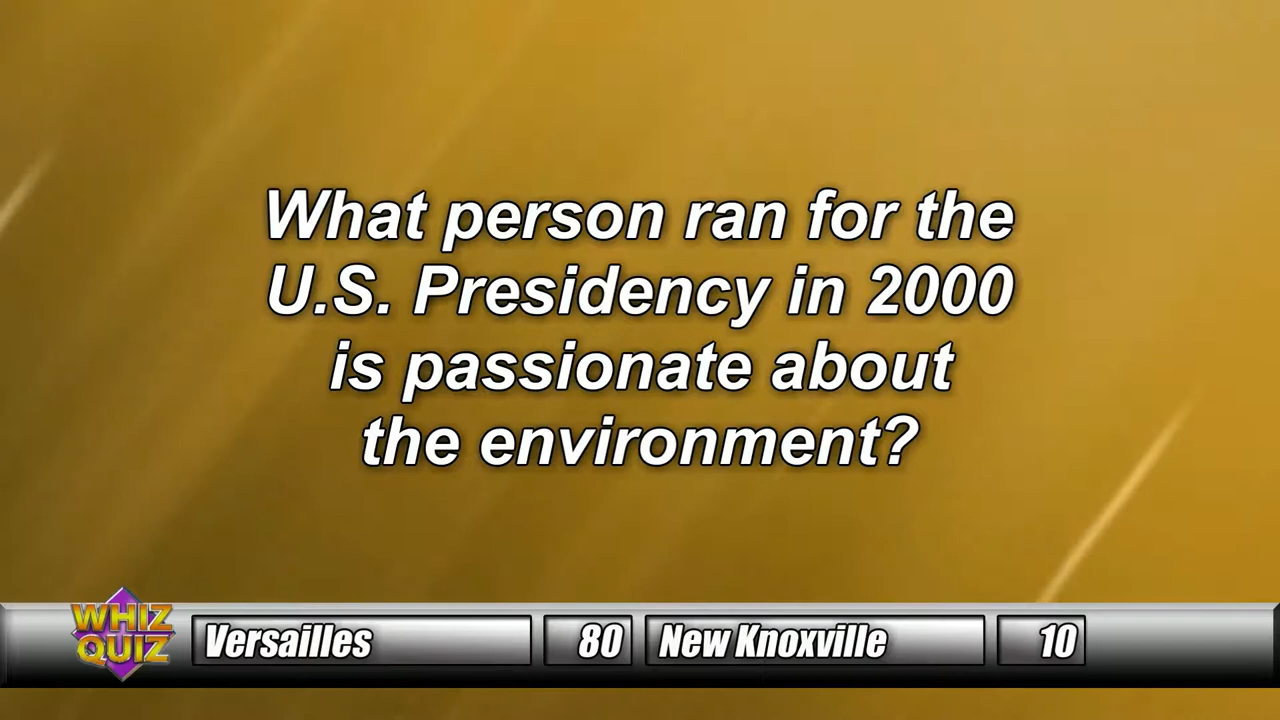 What person ran for the
U.S. Presidency in 2000
is passionate about
the environment?
WHIZ
QUIZ
Versailles 80 New Knoxville 10